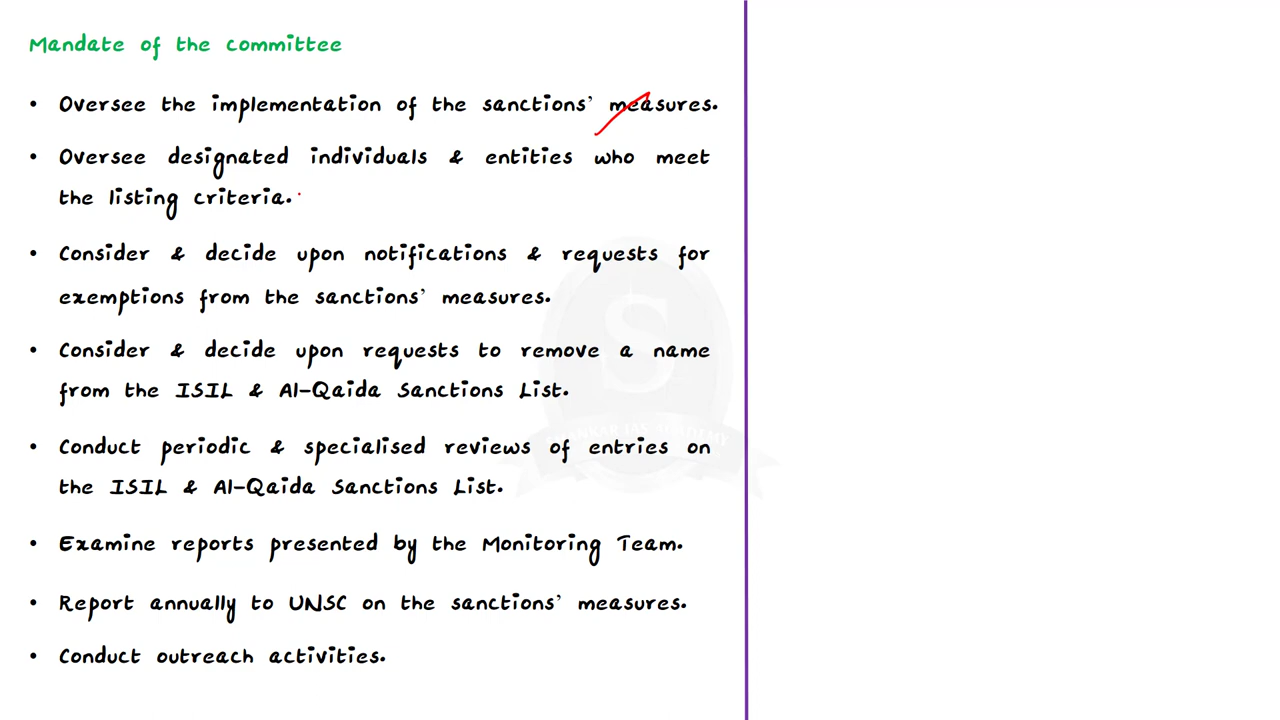 Mandate of the committee
• Oversee the implementation of the sanctions' measures.
• Oversee designated individuals & entities who meet
the listing criteria.
• Consider & decide upon notifications & requests for
exemptions from the sanctions' measures.
• Consider & decide upon requests to remove a name
from the ISIL & Al-Qaida Sanctions List.
• Conduct periodic & specialised reviews of entries on
the ISIL & Al-Qaida Sanctions List.
• Examine reports presented by the Monitoring Team.
• Report annually to UNSC on the sanctions' measures.
• Conduct outreach activities.
S
IAS ACADEMY